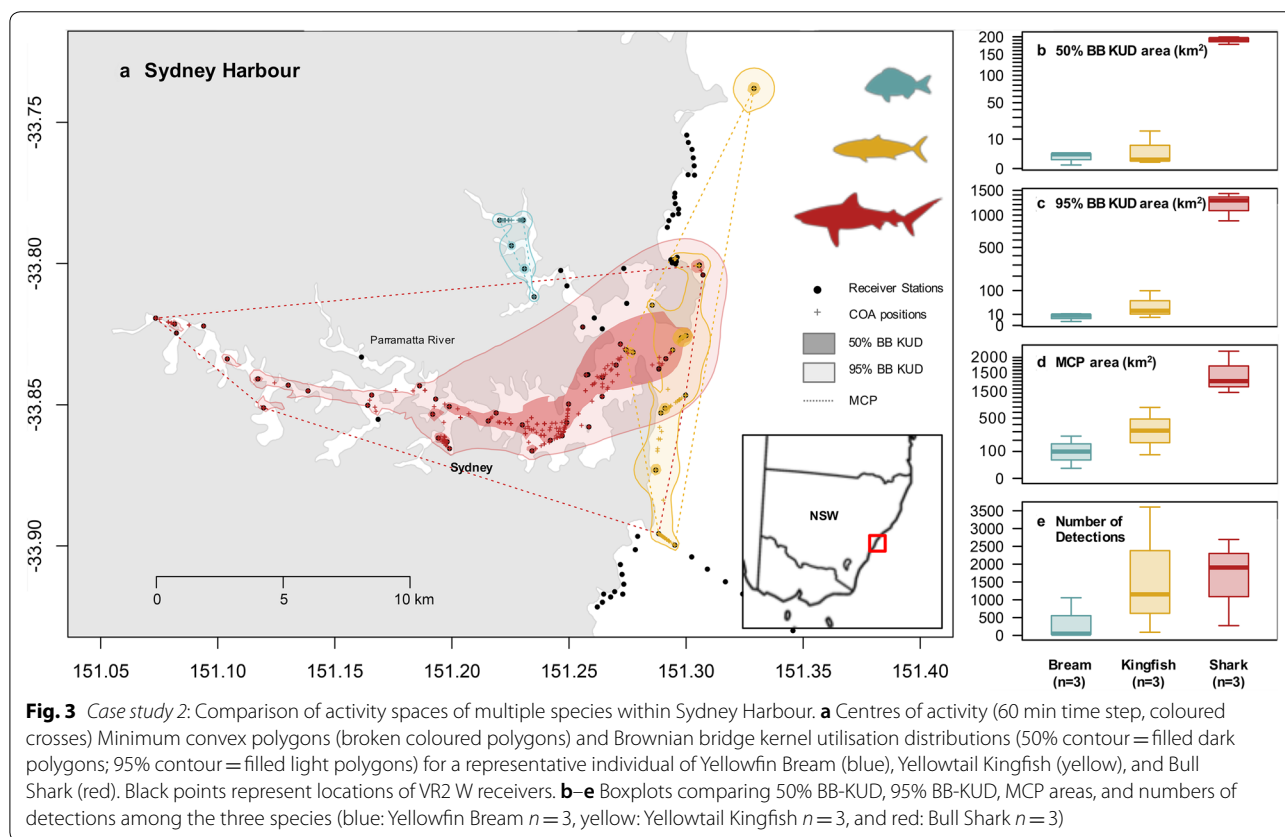 a Sydney Harbour
-33.75
-33.80
-33.85
-33.90
Parramatta River
Sydney
0 5 10 km
151.05 151.10 151.15 151.20 151.25 151.30 151.35 151.40
Receiver Stations
COA positions
50% BB KUD
95% BB KUD
MCP
NSW
b 50% BB KUD area (km²)
200
150
100
50
10
0
c 95% BB KUD area (km²)
1500
1000
500
100
10
0
d MCP area (km²)
2000
1500
500
100
0
e Number of
Detections
3500
3000
2500
2000
1500
1000
500
0
Bream Kingfish Shark
(n=3) (n=3) (n=3)
Fig. 3 Case study 2: Comparison of activity spaces of multiple species within Sydney Harbour. a Centres of activity (60 min time step, coloured
crosses) Minimum convex polygons (broken coloured polygons) and Brownian bridge kernel utilisation distributions (50% contour = filled dark
polygons; 95% contour = filled light polygons) for a representative individual of Yellowfin Bream (blue), Yellowtail Kingfish (yellow), and Bull
Shark (red). Black points represent locations of VR2 W receivers. b–e Boxplots comparing 50% BB-KUD, 95% BB-KUD, MCP areas, and numbers of
detections among the three species (blue: Yellowfin Bream n = 3, yellow: Yellowtail Kingfish n = 3, and red: Bull Shark n = 3)